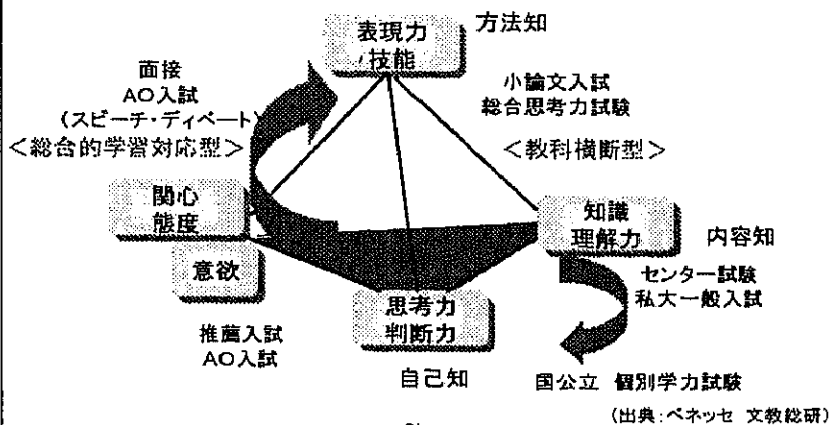 表現力
技能
方法知
面接
AO入試
(スピーチ・ディベート)
<総合的学習対応型>
小論文入試
総合思考力試験
<教科横断型>
関心
態度
意欲
知識
理解力
内容知
センター試験
私大一般入試
思考力
判断力
推薦入試
AO入試
自己知
国公立 個別学力試験
(出典:ベネッセ 文教総研)